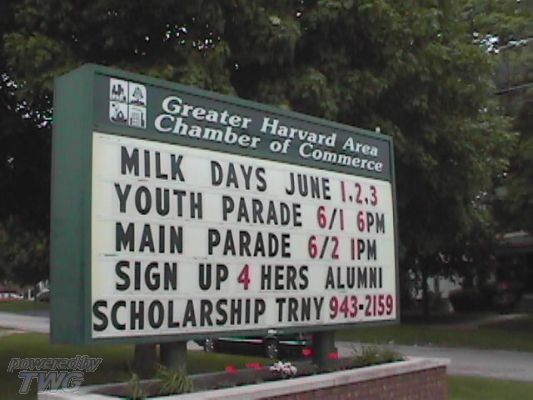 Greater Harvard Area
Chamber of Commerce
MILK DAYS JUNE 1.2.3
YOUTH PARADE 6/1 6PM
MAIN PARADE 6/2 1PM
SIGN UP 4 HERS ALUMNI
SCHOLARSHIP TRNY 943-2159
powered by
TWG